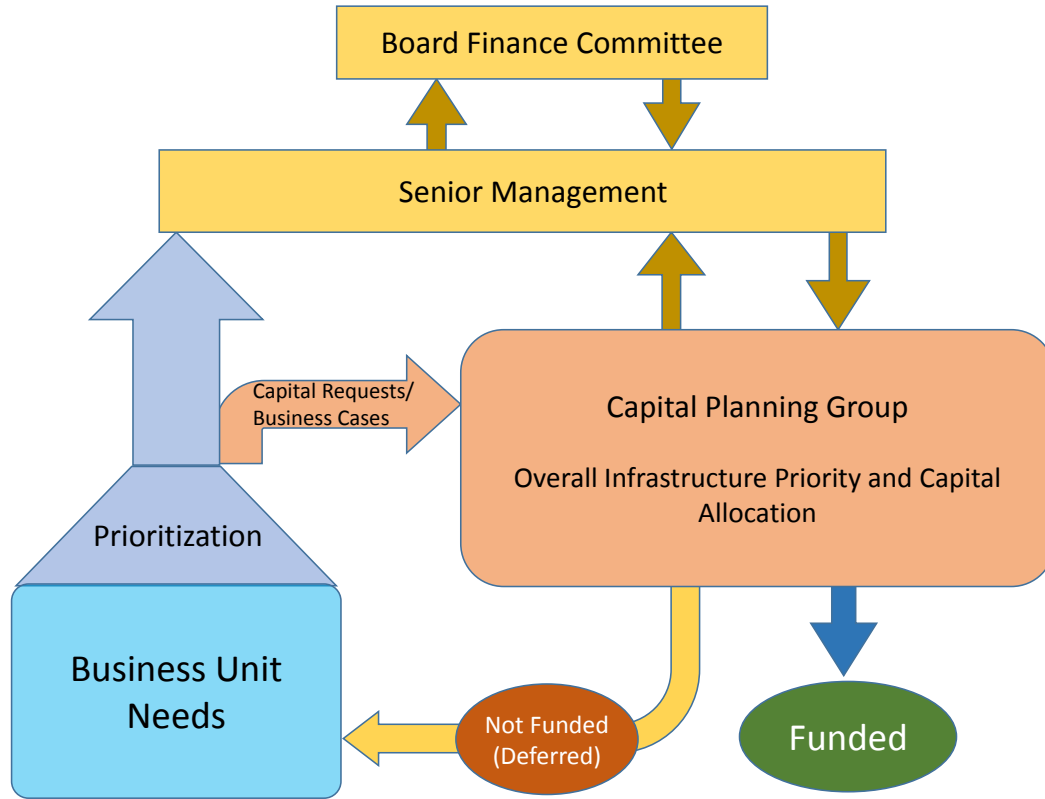 Board Finance Committee
Senior Management
Capital Requests/
Business Cases
Capital Planning Group
Overall Infrastructure Priority and Capital
Allocation
Prioritization
Business Unit
Needs
Not Funded
(Deferred)
Funded